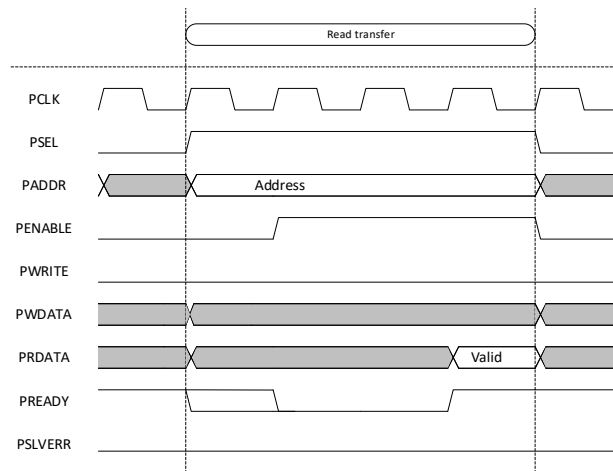 Read transfer
PCLK
PSEL
PADDR
Address
PENABLE
PWRITE
PWDATA
PRDATA
Valid
PREADY
PSLVERR